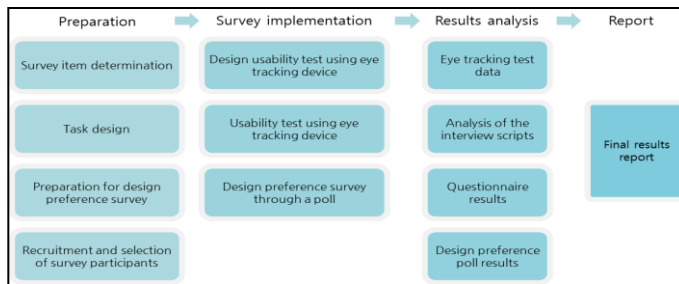 Preparation
Survey implementation
Results analysis
Report
Survey item determination
Task design
Preparation for design
preference survey
Recruitment and selection
of survey participants
Design usability test using eye
tracking device
Usability test using eye
tracking device
Design preference survey
through a poll
Eye tracking test
data
Analysis of the
interview scripts
Questionnaire
results
Design preference
poll results
Final results
report